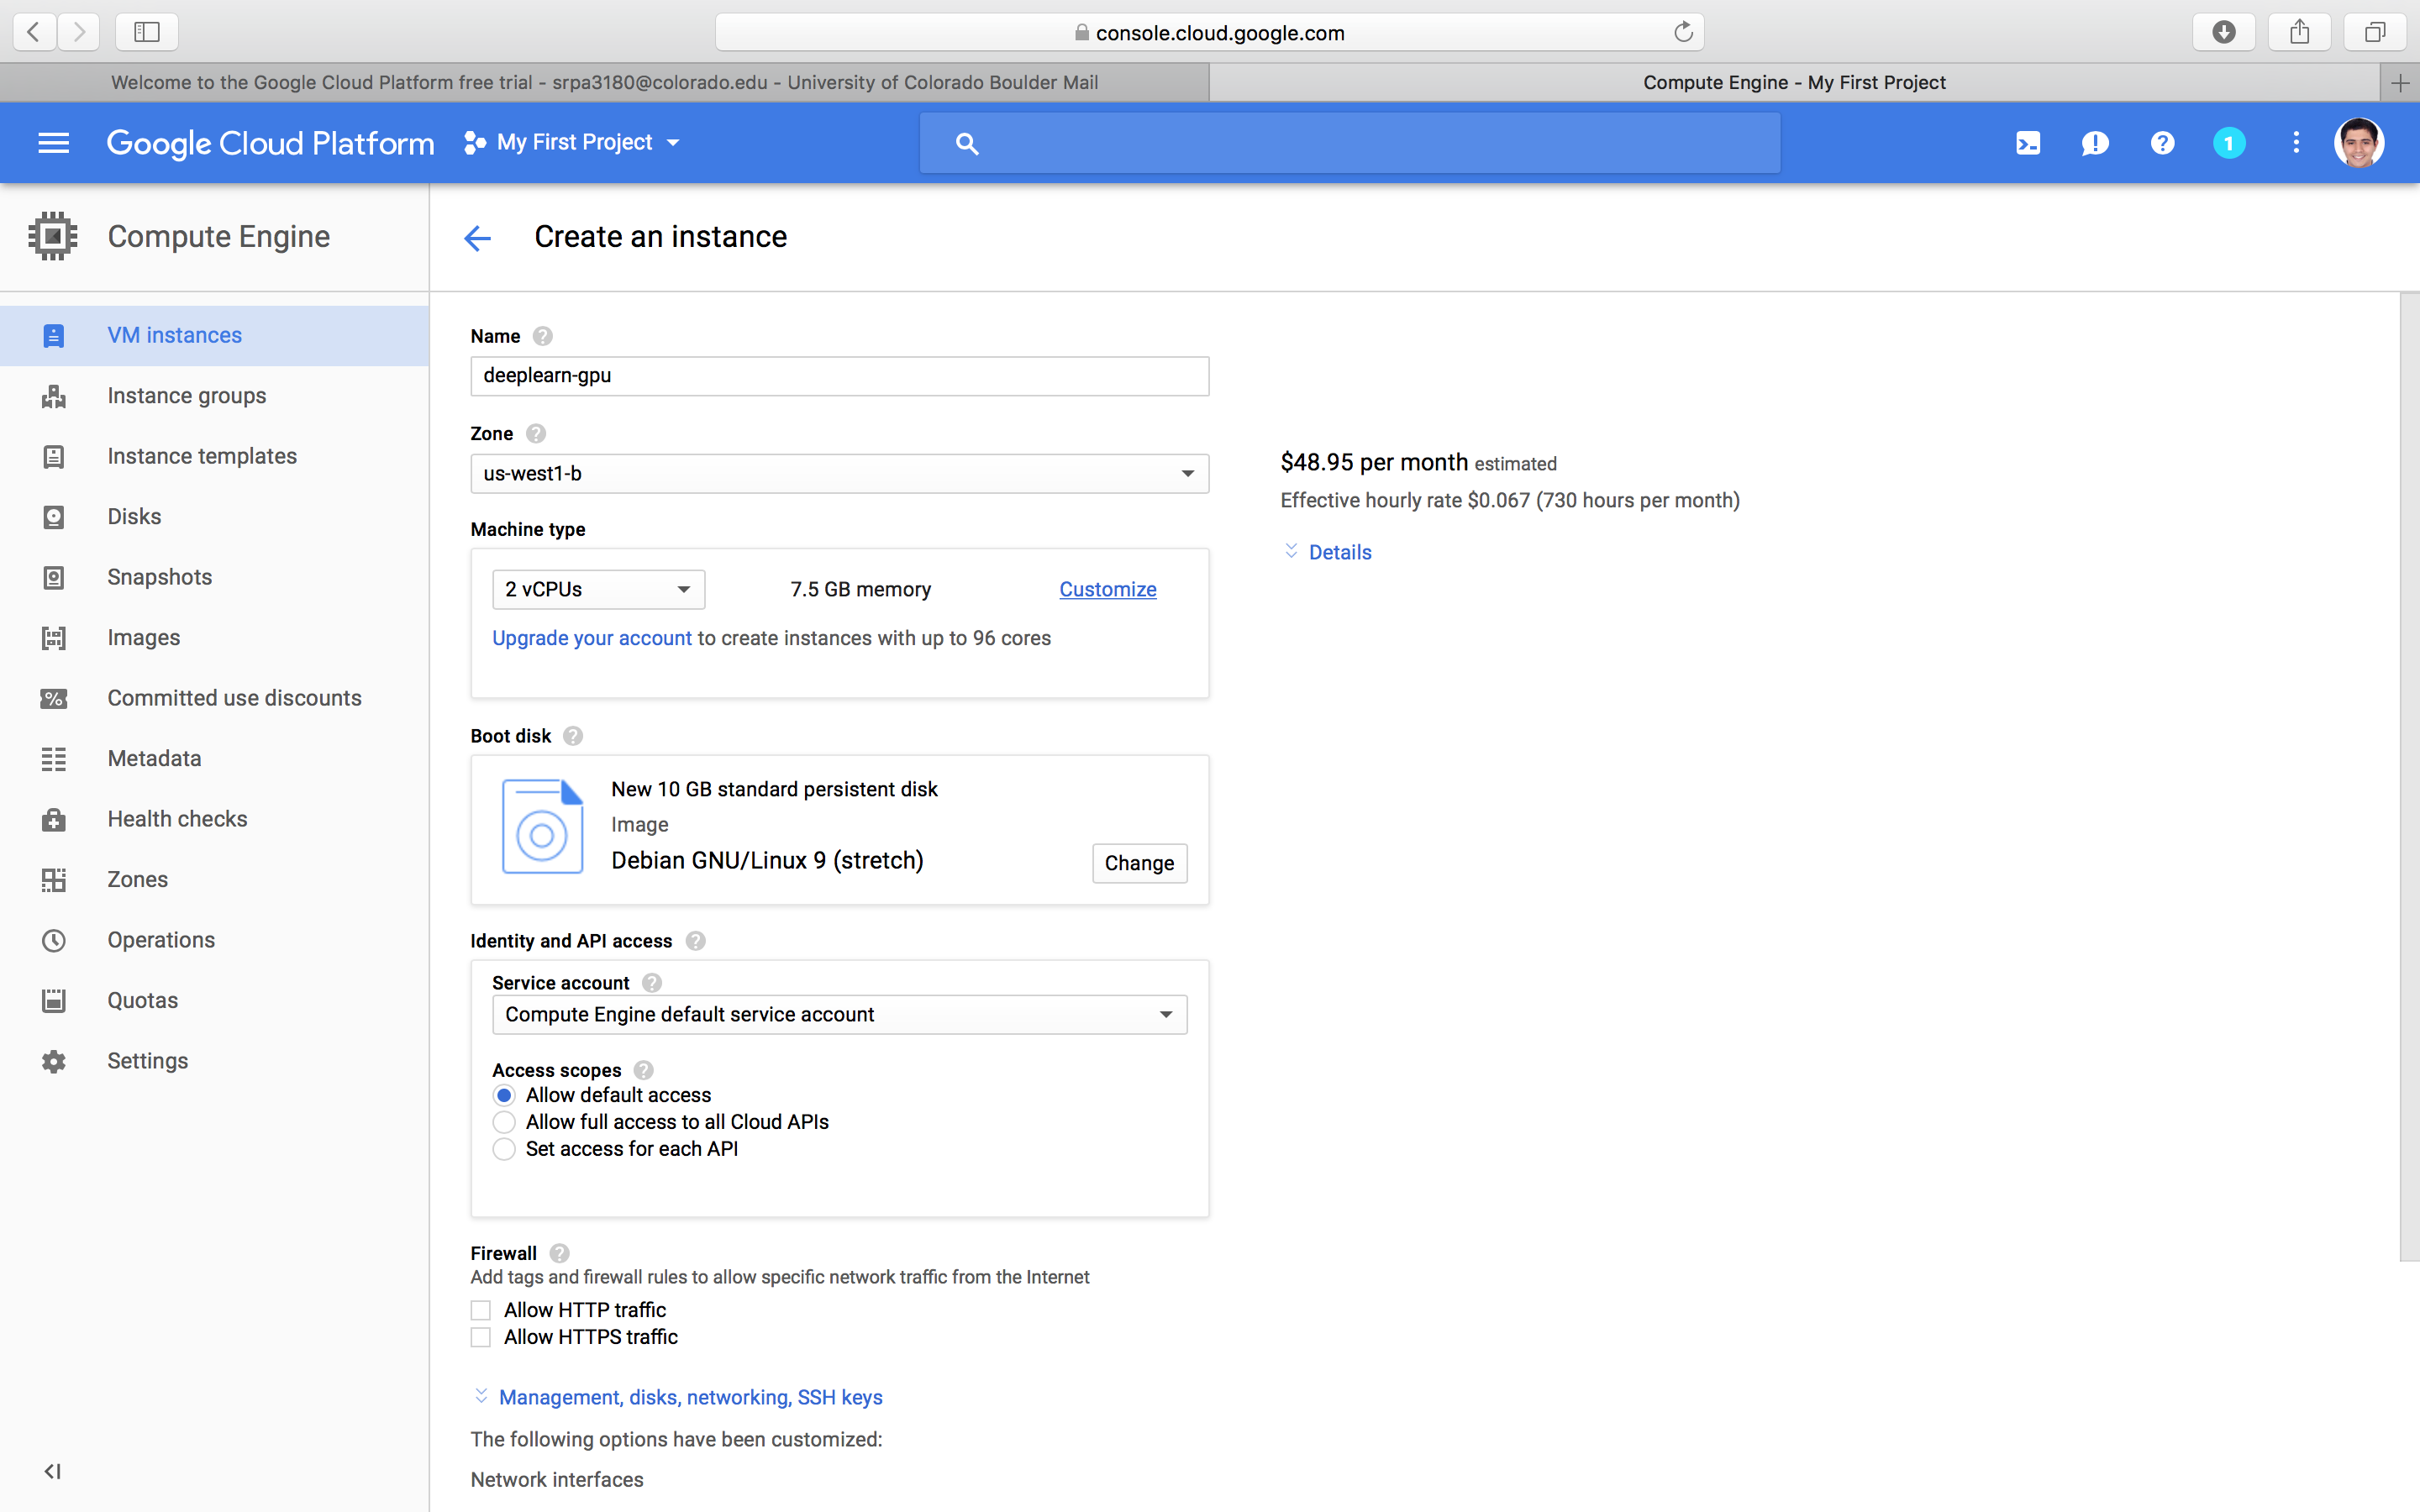 console.cloud.google.com
Welcome to the Google Cloud Platform free trial - srpa3180@colorado.edu - University of Colorado Boulder Mail
Compute Engine - My First Project
Google Cloud Platform
My First Project
1
Compute Engine
Create an instance
VM instances
Instance groups
Instance templates
Disks
Snapshots
Images
Committed use discounts
Metadata
Health checks
Zones
Operations
Quotas
Settings
Name
deeplearn-gpu
Zone
us-west1-b
Machine type
2 vCPUs
7.5 GB memory
Customize
Upgrade your account to create instances with up to 96 cores
Boot disk
New 10 GB standard persistent disk
Image
Debian GNU/Linux 9 (stretch)
Change
Identity and API access
Service account
Compute Engine default service account
Access scopes
Allow default access
Allow full access to all Cloud APIs
Set access for each API
Firewall
Add tags and firewall rules to allow specific network traffic from the Internet
Allow HTTP traffic
Allow HTTPS traffic
Management, disks, networking, SSH keys
The following options have been customized:
Network interfaces
$48.95 per month estimated
Effective hourly rate $0.067 (730 hours per month)
Details